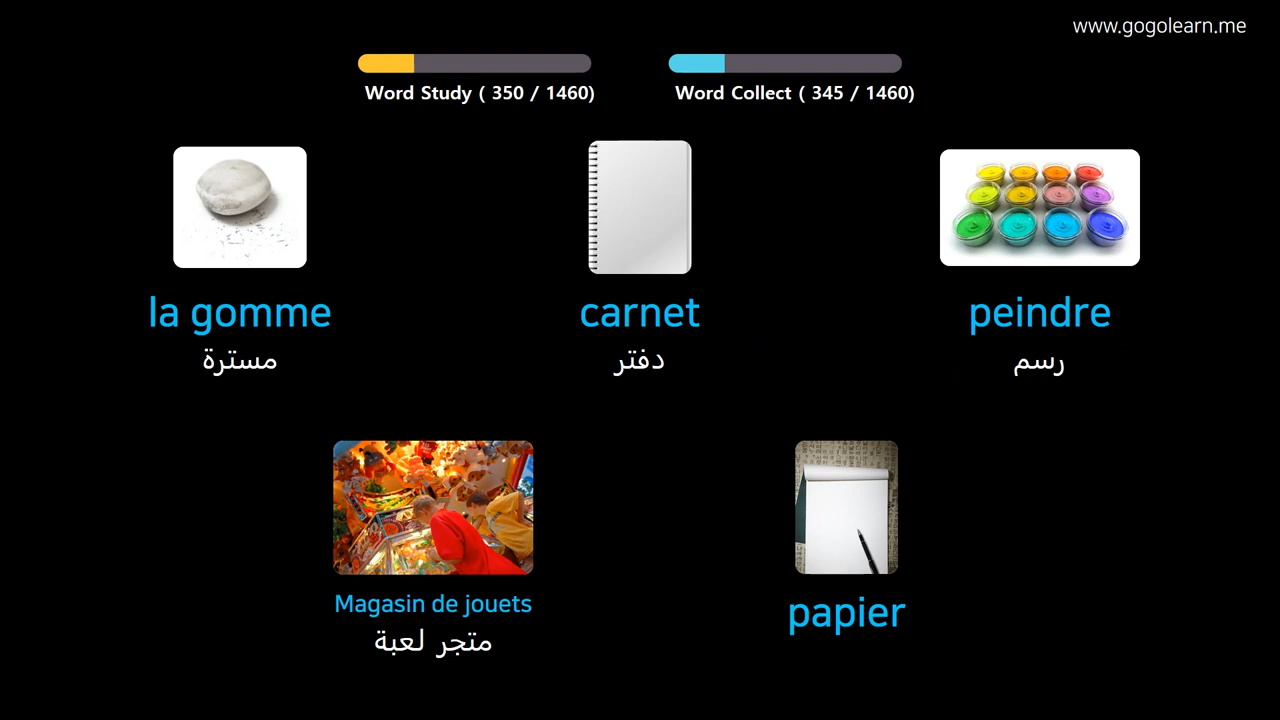 www.gogolearn.me
Word Study ( 350 / 1460)
Word Collect ( 345 / 1460)
la gomme
مسترة
carnet
دفتر
peindre
رسم
Magasin de jouets
متجر لعبة
papier